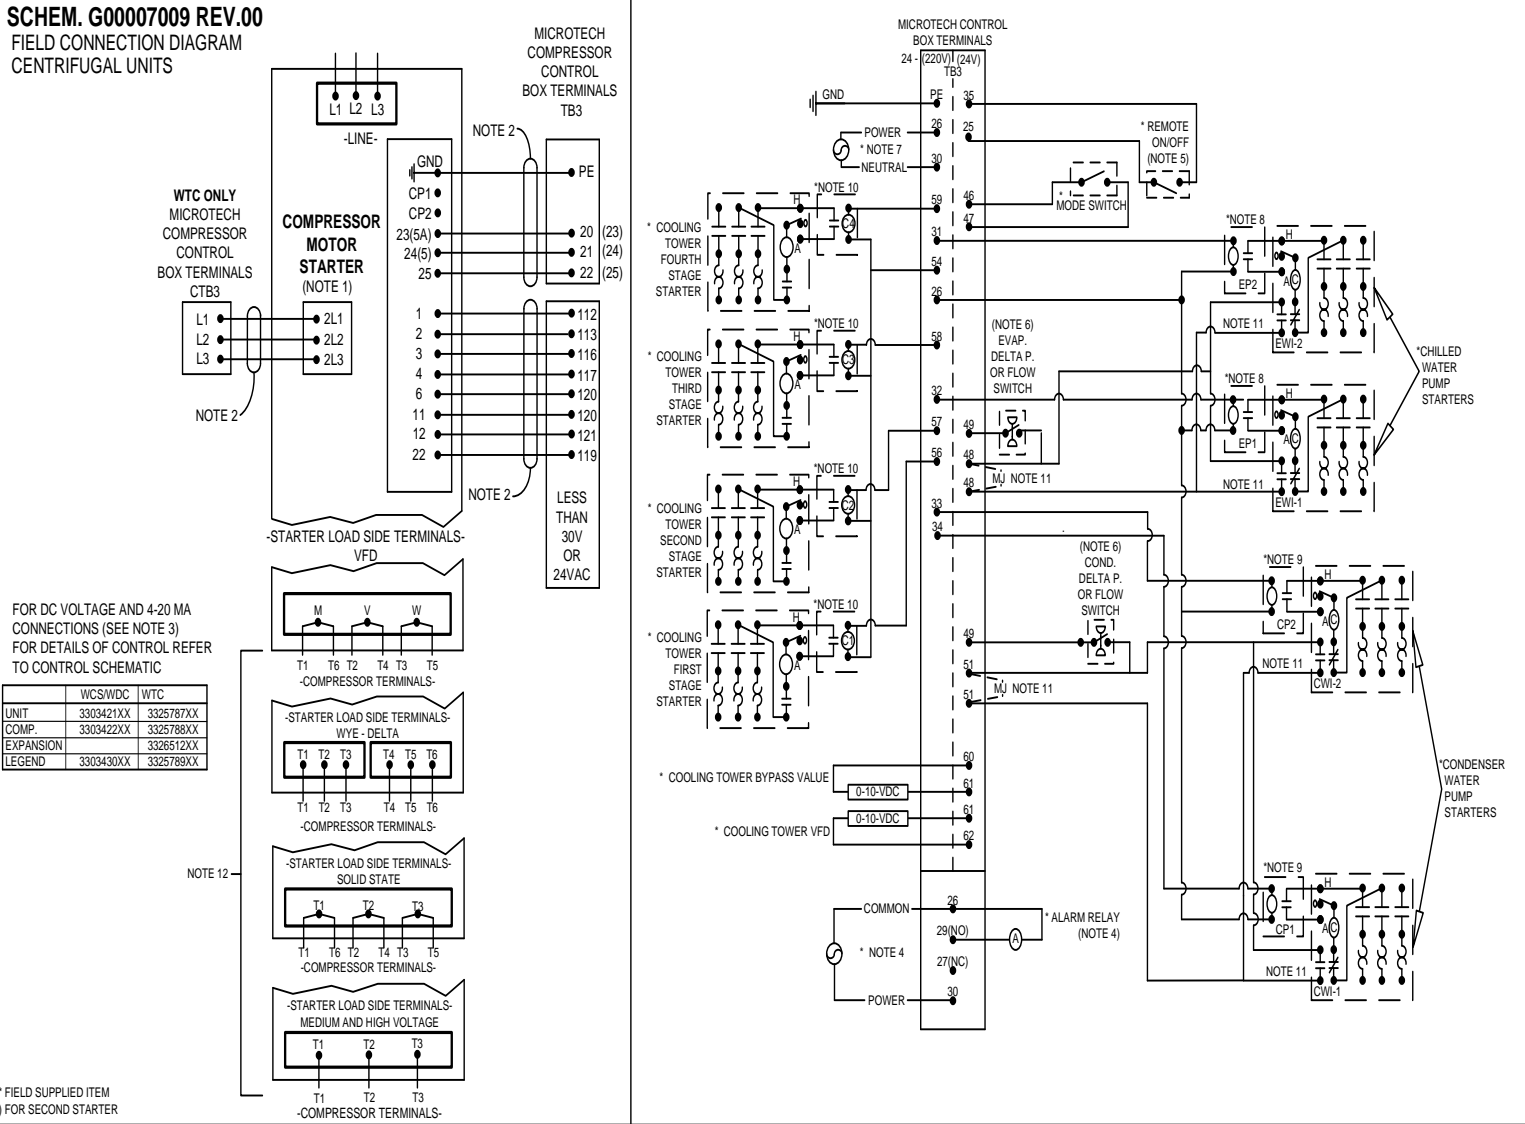 SCHEM. G00007009 REV.00
FIELD CONNECTION DIAGRAM
CENTRIFUGAL UNITS
L1 L2 L3
-LINE-
MICROTECH
COMPRESSOR
CONTROL
BOX TERMINALS
TB3
NOTE 2
GND
CP1
CP2
23(5A)
24(5)
25
PE
20 (23)
21 (24)
22 (25)
WTC ONLY
MICROTECH
COMPRESSOR
CONTROL
BOX TERMINALS
CTB3
COMPRESSOR
MOTOR
STARTER
(NOTE 1)
L1
L2
L3
2L1
2L2
2L3
NOTE 2
1
2
3
4
6
11
12
22
112
113
116
117
120
120
121
119
NOTE 2
LESS
THAN
30V
OR
24VAC
-STARTER LOAD SIDE TERMINALS-
VFD
M V W
T1 T6 T2 T4 T3 T5
-COMPRESSOR TERMINALS-
FOR DC VOLTAGE AND 4-20 MA
CONNECTIONS (SEE NOTE 3)
FOR DETAILS OF CONTROL REFER
TO CONTROL SCHEMATIC
WCS/WDC WTC
UNIT 3303421XX 3325787XX
COMP. 3303422XX 3325788XX
EXPANSION 3326512XX
LEGEND 3303430XX 3325789XX
-STARTER LOAD SIDE TERMINALS-
WYE - DELTA
T1 T2 T3 T4 T5 T6
T1 T2 T3 T4 T5 T6
-COMPRESSOR TERMINALS-
NOTE 12
-STARTER LOAD SIDE TERMINALS-
SOLID STATE
T1 T2 T3
T1 T6 T2 T4 T3 T5
-COMPRESSOR TERMINALS-
-STARTER LOAD SIDE TERMINALS-
MEDIUM AND HIGH VOLTAGE
T1 T2 T3
T1 T2 T3
-COMPRESSOR TERMINALS-
* FIELD SUPPLIED ITEM
) FOR SECOND STARTER
MICROTECH CONTROL
BOX TERMINALS
24 - (220V) (24V)
TB3
GND
POWER
* NOTE 7
NEUTRAL
PE
26
30
59
31
54
26
58
32
57
56
33
34
35
25
46
47
49
48
48
49
51
51
60
61
61
62
* REMOTE
ON/OFF
(NOTE 5)
*
MODE SWITCH
* COOLING
TOWER
FOURTH
STAGE
STARTER
H
A
*NOTE 10
C4
* COOLING
TOWER
THIRD
STAGE
STARTER
H
A
*NOTE 10
C3
* COOLING
TOWER
SECOND
STAGE
STARTER
H
A
*NOTE 10
C2
* COOLING
TOWER
FIRST
STAGE
STARTER
H
A
*NOTE 10
C1
(NOTE 6)
EVAP.
DELTA P.
OR FLOW
SWITCH
MJ NOTE 11
(NOTE 6)
COND.
DELTA P.
OR FLOW
SWITCH
MJ NOTE 11
*NOTE 8
EP2
H
A C
NOTE 11
EWI-2
*NOTE 8
EP1
H
A C
NOTE 11
EWI-1
*CHILLED
WATER
PUMP
STARTERS
*NOTE 9
CP2
H
A C
NOTE 11
CWI-2
*NOTE 9
CP1
H
A C
NOTE 11
CWI-1
*CONDENSER
WATER
PUMP
STARTERS
* COOLING TOWER BYPASS VALUE
0-10-VDC
0-10-VDC
* COOLING TOWER VFD
COMMON
* NOTE 4
POWER
26
29(NO)
27(NC)
30
A
* ALARM RELAY
(NOTE 4)